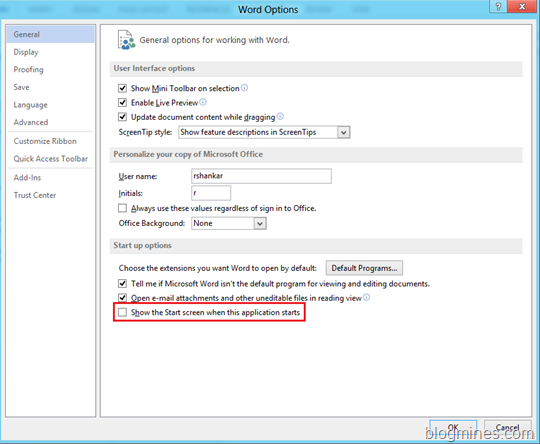 Word Options
General
Display
Proofing
Save
Language
Advanced
Customize Ribbon
Quick Access Toolbar
Add-Ins
Trust Center
General options for working with Word.
User Interface options
Show Mini Toolbar on selection
Enable Live Preview
Update document content while dragging
ScreenTip style: Show feature descriptions in ScreenTips
Personalize your copy of Microsoft Office
User name: rshankar
Initials: r
Always use these values regardless of sign in to Office.
Office Background: None
Start up options
Choose the extensions you want Word to open by default: Default Programs...
Tell me if Microsoft Word isn't the default program for viewing and editing documents.
Open e-mail attachments and other uneditable files in reading view
Show the Start screen when this application starts
OK Cancel
blogmines.com